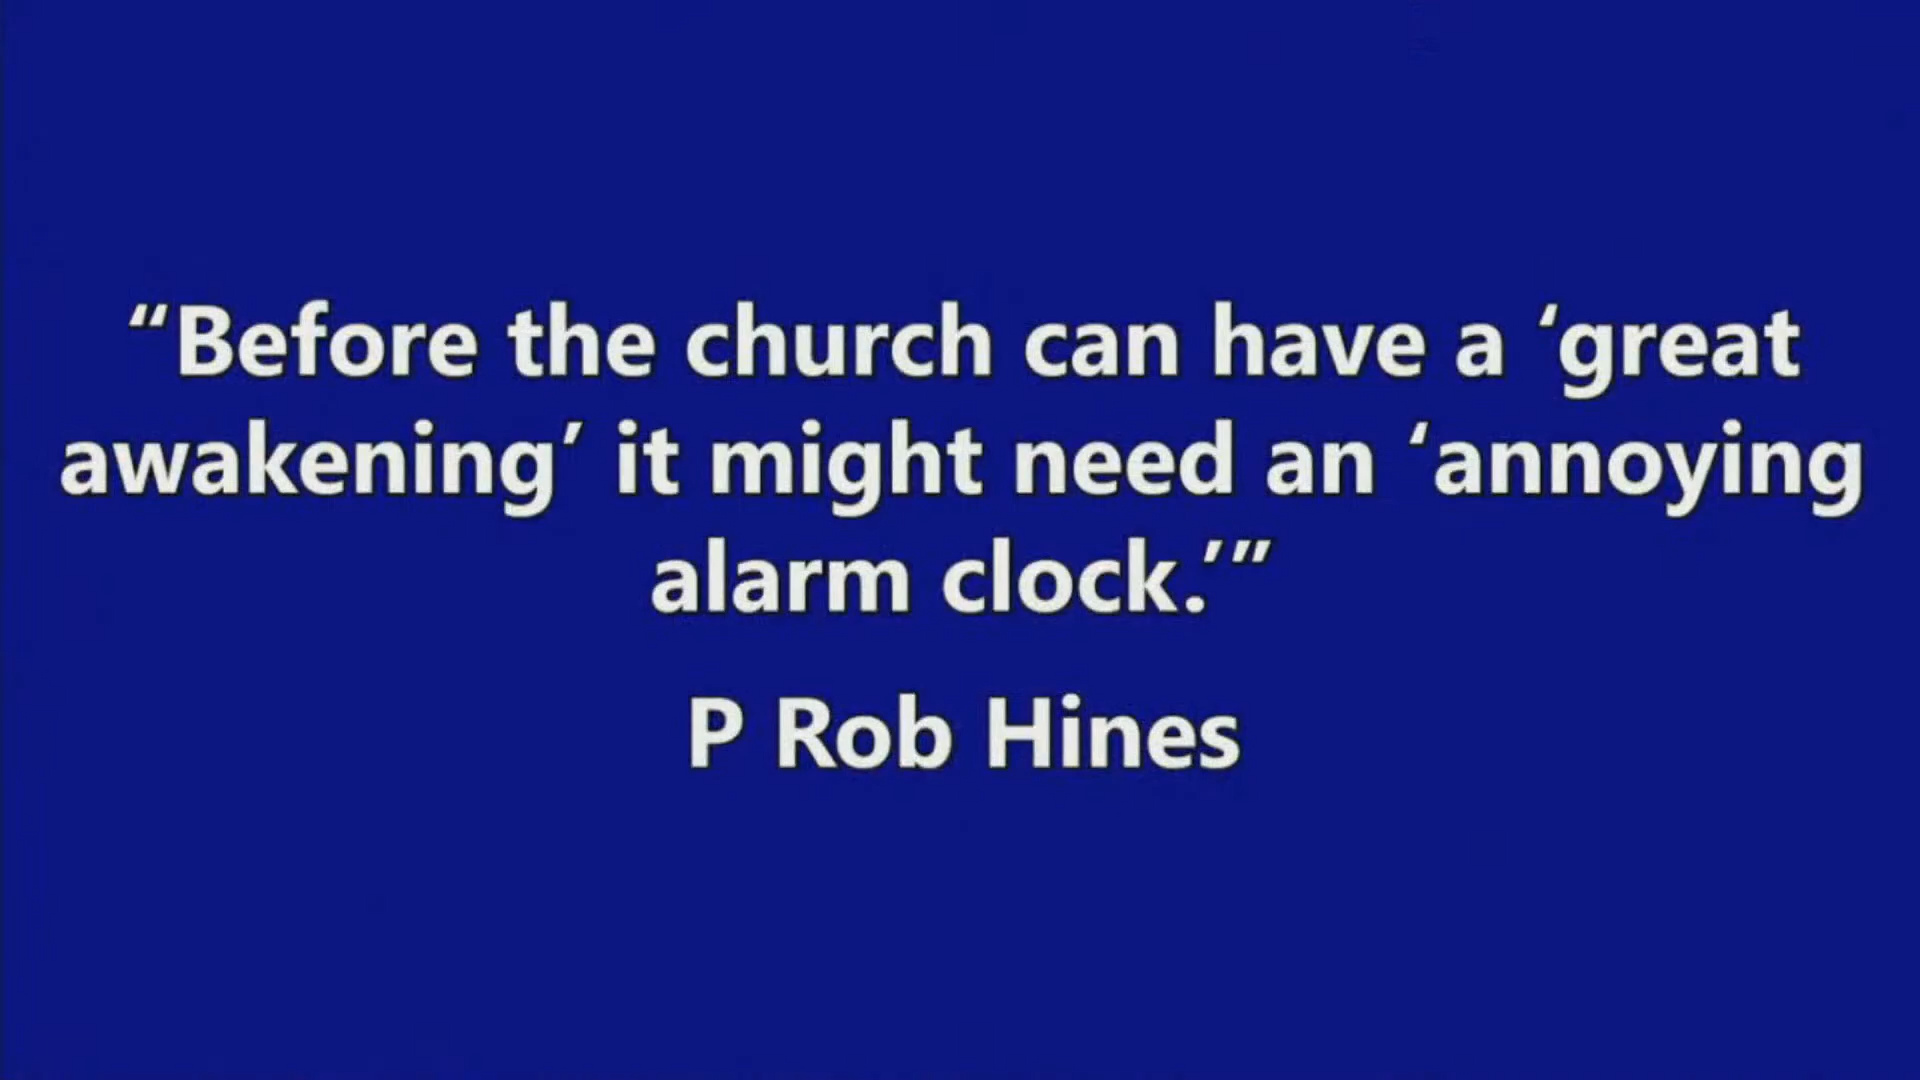 “Before the church can have a ‘great
awakening’ it might need an ‘annoying
alarm clock.’”
P Rob Hines